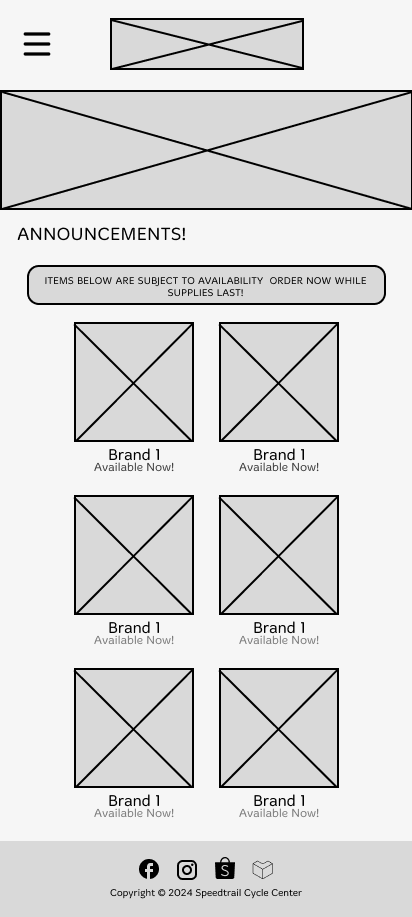 ANNOUNCEMENTS!
ITEMS BELOW ARE SUBJECT TO AVAILABILITY  ORDER NOW WHILE
SUPPLIES LAST!
Brand 1
Available Now!
Brand 1
Available Now!
Brand 1
Available Now!
Brand 1
Available Now!
Brand 1
Available Now!
Brand 1
Available Now!
Copyright © 2024 Speedtrail Cycle Center